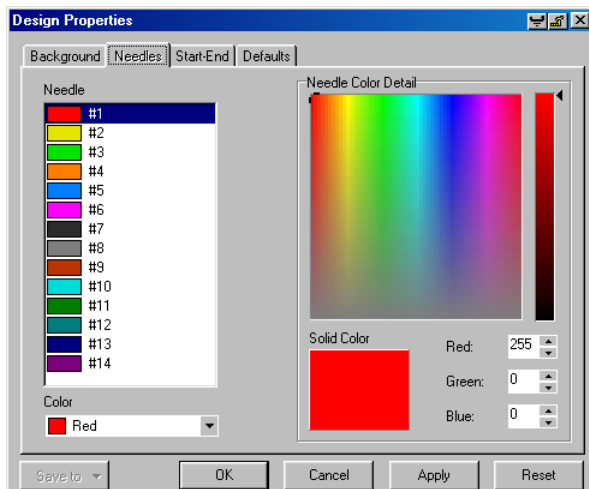 Design Properties
Background Needles Start-End Defaults
Needle
#1
#2
#3
#4
#5
#6
#7
#8
#9
#10
#11
#12
#13
#14
Color
Red
Needle Color Detail
Solid Color
Red: 255
Green: 0
Blue: 0
Save to OK Cancel Apply Reset